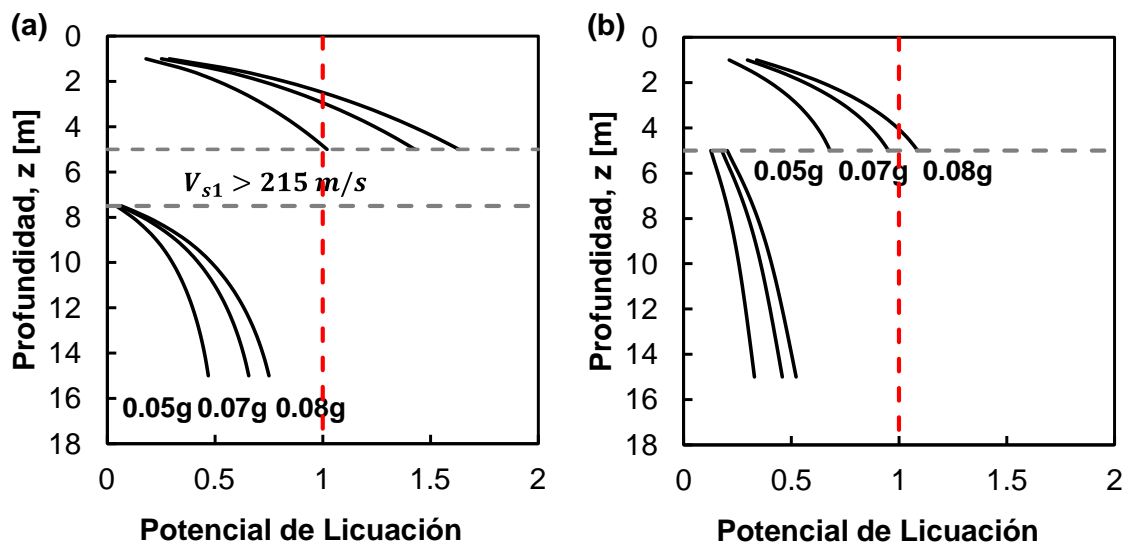 (a)
Profundidad, z [m]
0
2
4
6
8
10
12
14
16
18
V_{s1} > 215 m/s
0.05g 0.07g 0.08g
0 0.5 1 1.5 2
Potencial de Licuación
(b)
Profundidad, z [m]
0
2
4
6
8
10
12
14
16
18
0.05g 0.07g 0.08g
0 0.5 1 1.5 2
Potencial de Licuación